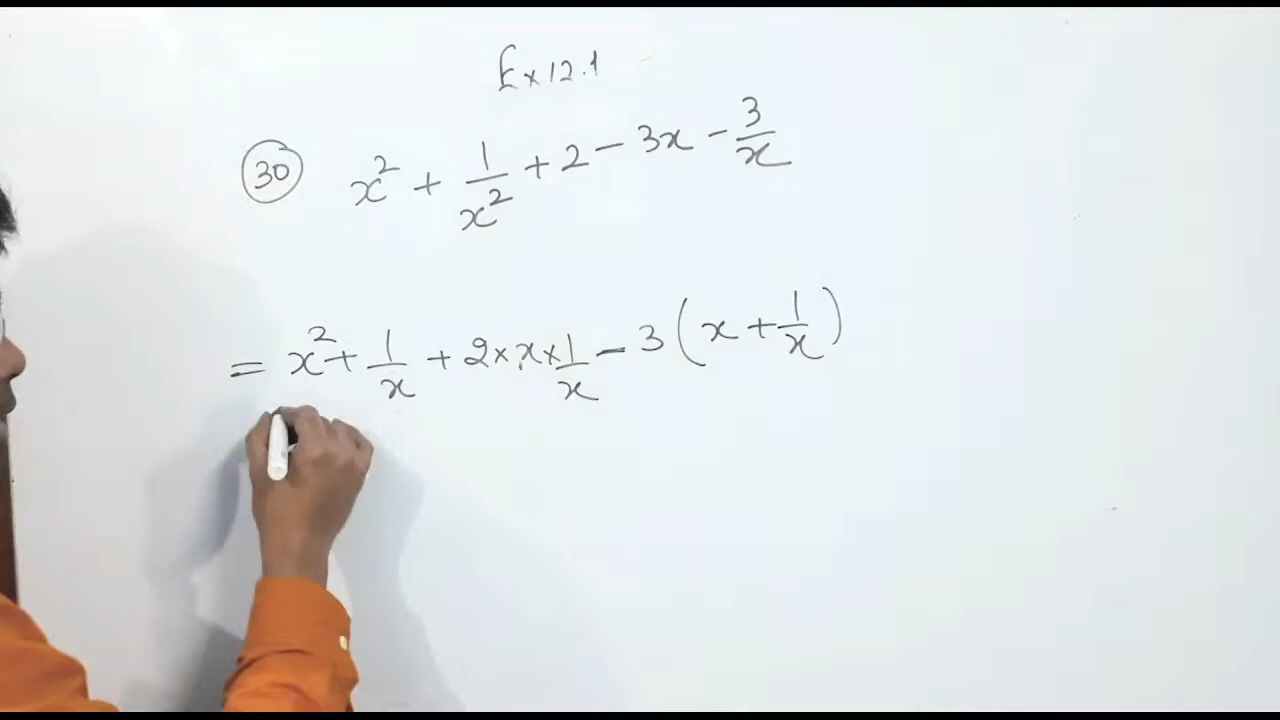 Ex 12.1
(30) x² + 1/x² + 2 - 3x - 3/x
= x² + 1/x + 2 × x × 1/x - 3 (x + 1/x)